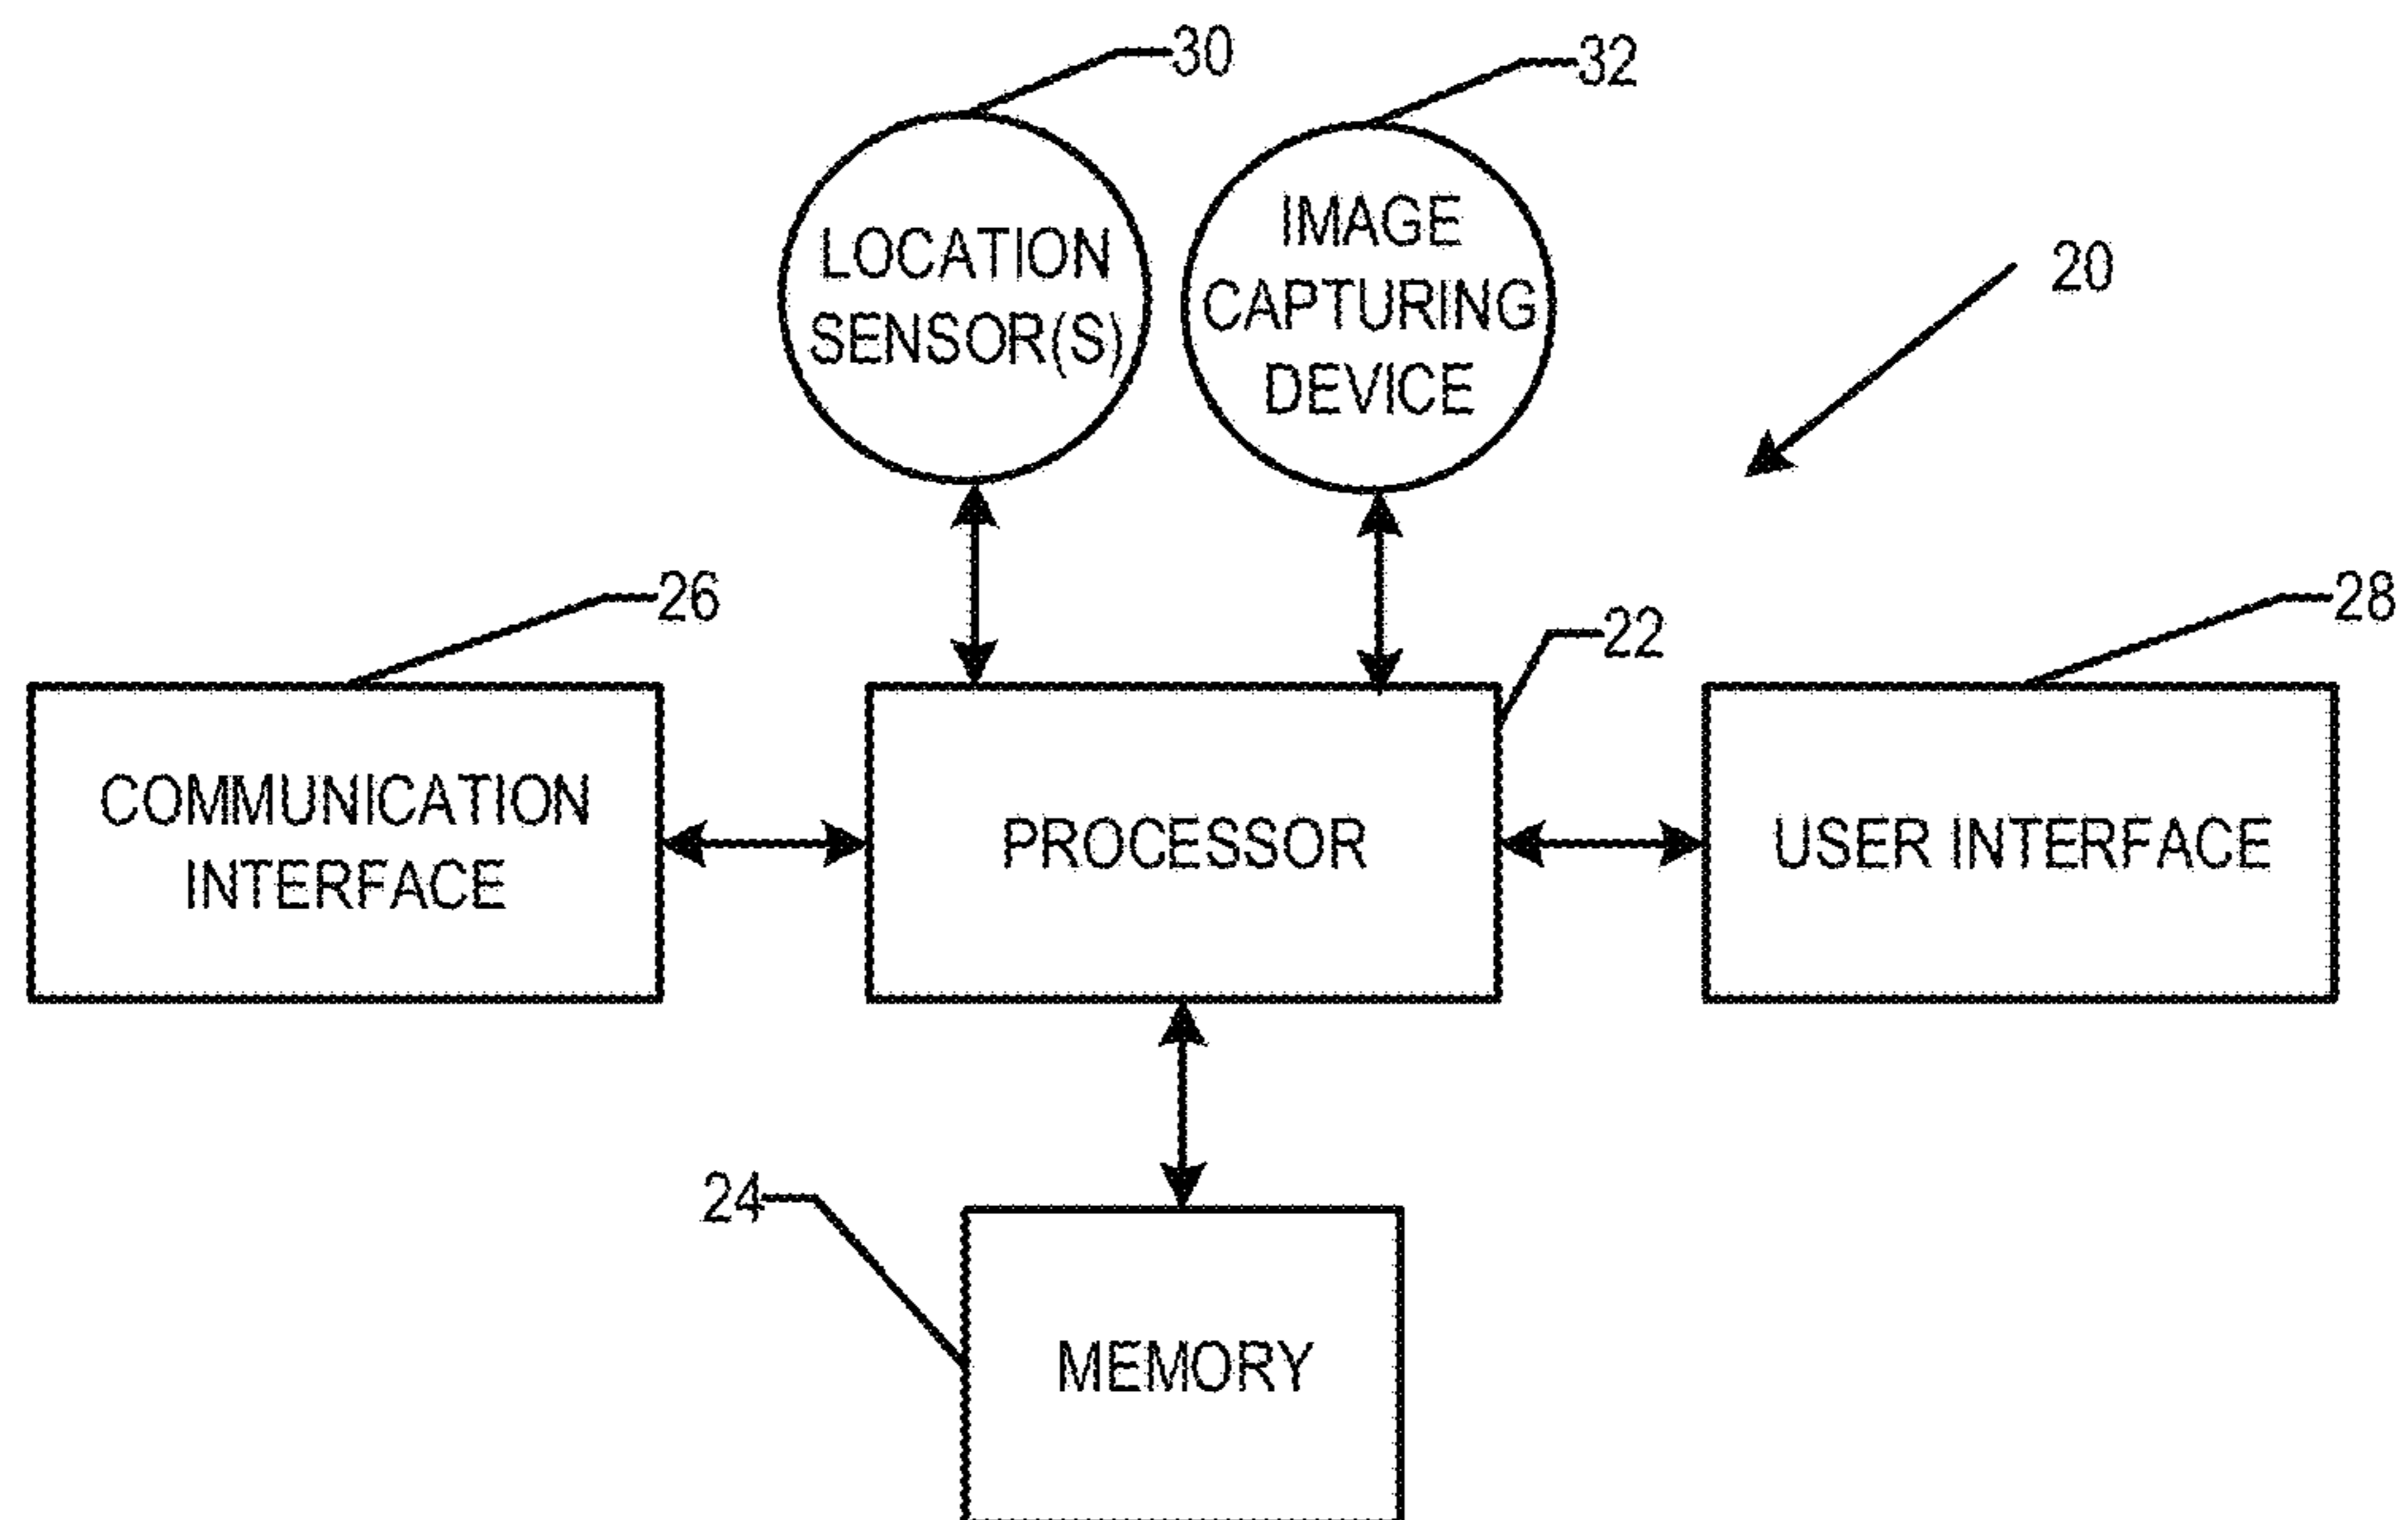 30
32
LOCATION
SENSOR(S)
IMAGE
CAPTURING
DEVICE
20
26
22
28
COMMUNICATION
INTERFACE
PROCESSOR
USER INTERFACE
24
MEMORY